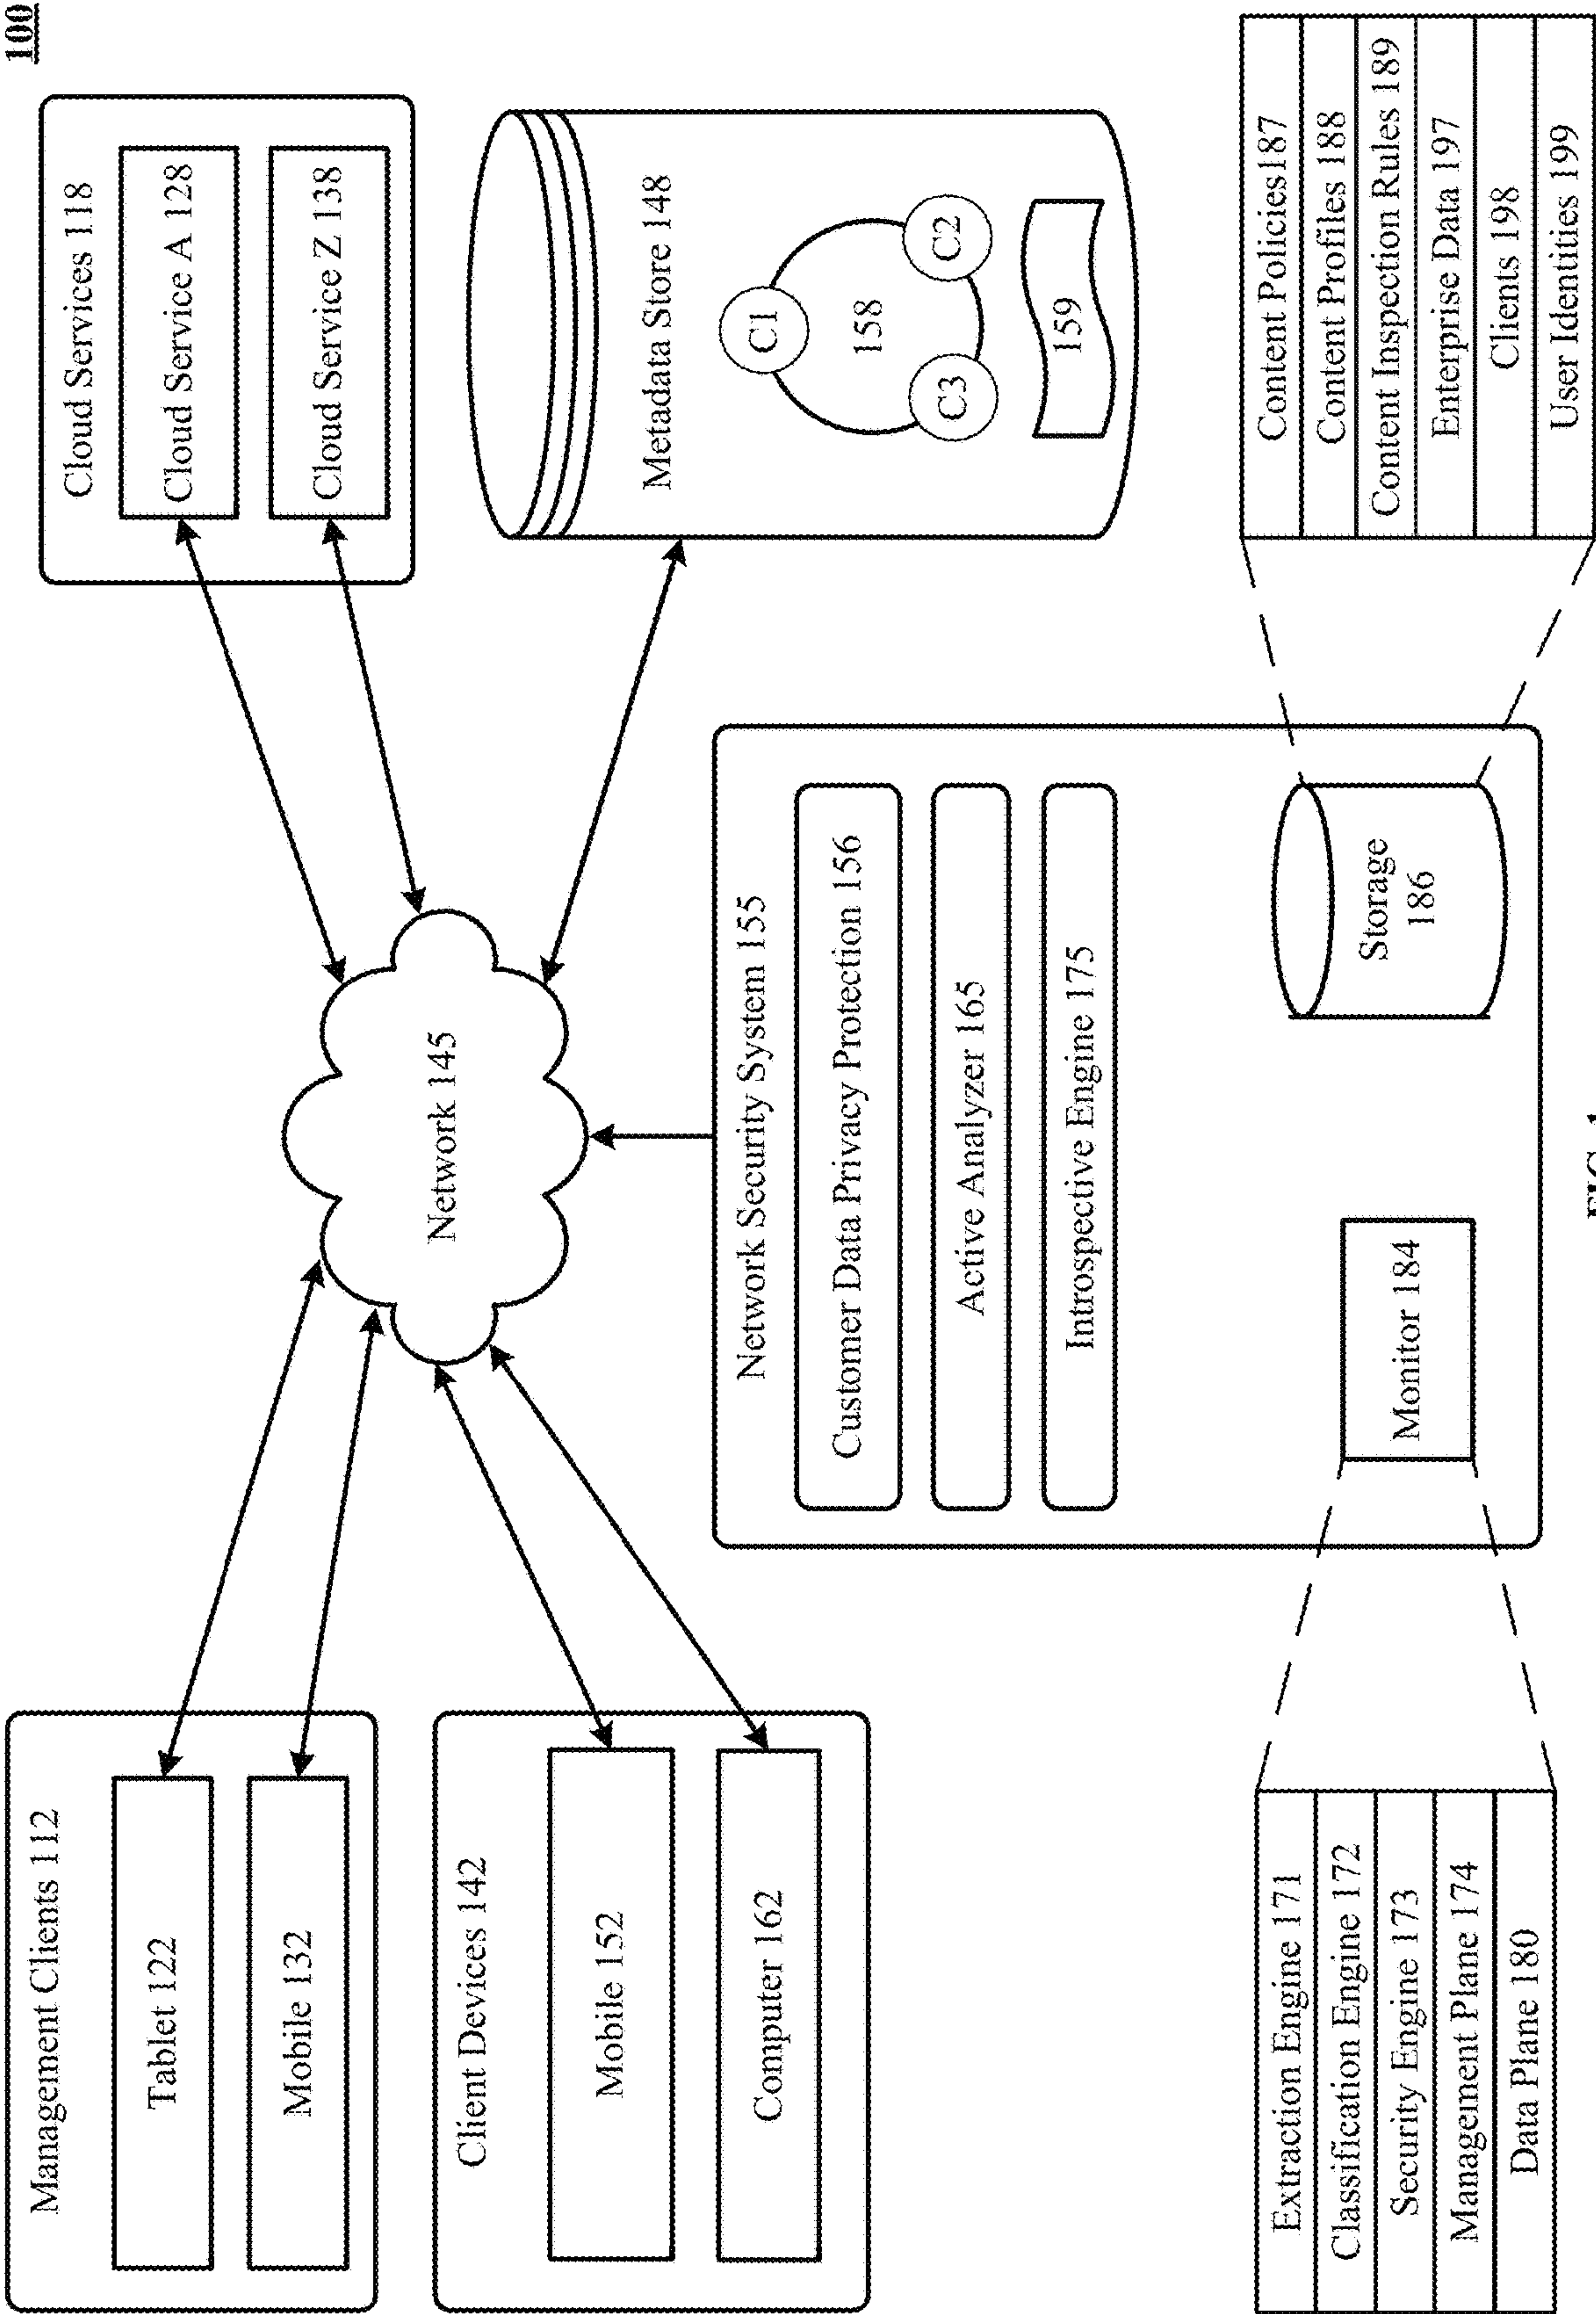 100
Management Clients 112
Tablet 122
Mobile 132
Client Devices 142
Mobile 152
Computer 162
Network 145
Cloud Services 118
Cloud Service A 128
Cloud Service Z 138
Metadata Store 148
C1
158
C3
C2
159
Network Security System 155
Customer Data Privacy Protection 156
Active Analyzer 165
Introspective Engine 175
Monitor 184
Storage
186
Extraction Engine 171
Classification Engine 172
Security Engine 173
Management Plane 174
Data Plane 180
Content Policies187
Content Profiles 188
Content Inspection Rules 189
Enterprise Data 197
Clients 198
User Identities 199